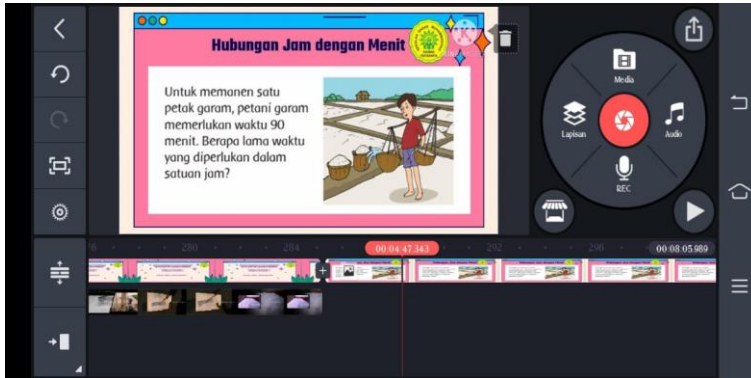 Hubungan Jam dengan Menit
Untuk memanen satu
petak garam, petani garam
memerlukan waktu 90
menit. Berapa lama waktu
yang diperlukan dalam
satuan jam?
Media
Lapisan
Audio
REC
280
284
00:04:47.343
292
296
00:08:05.989